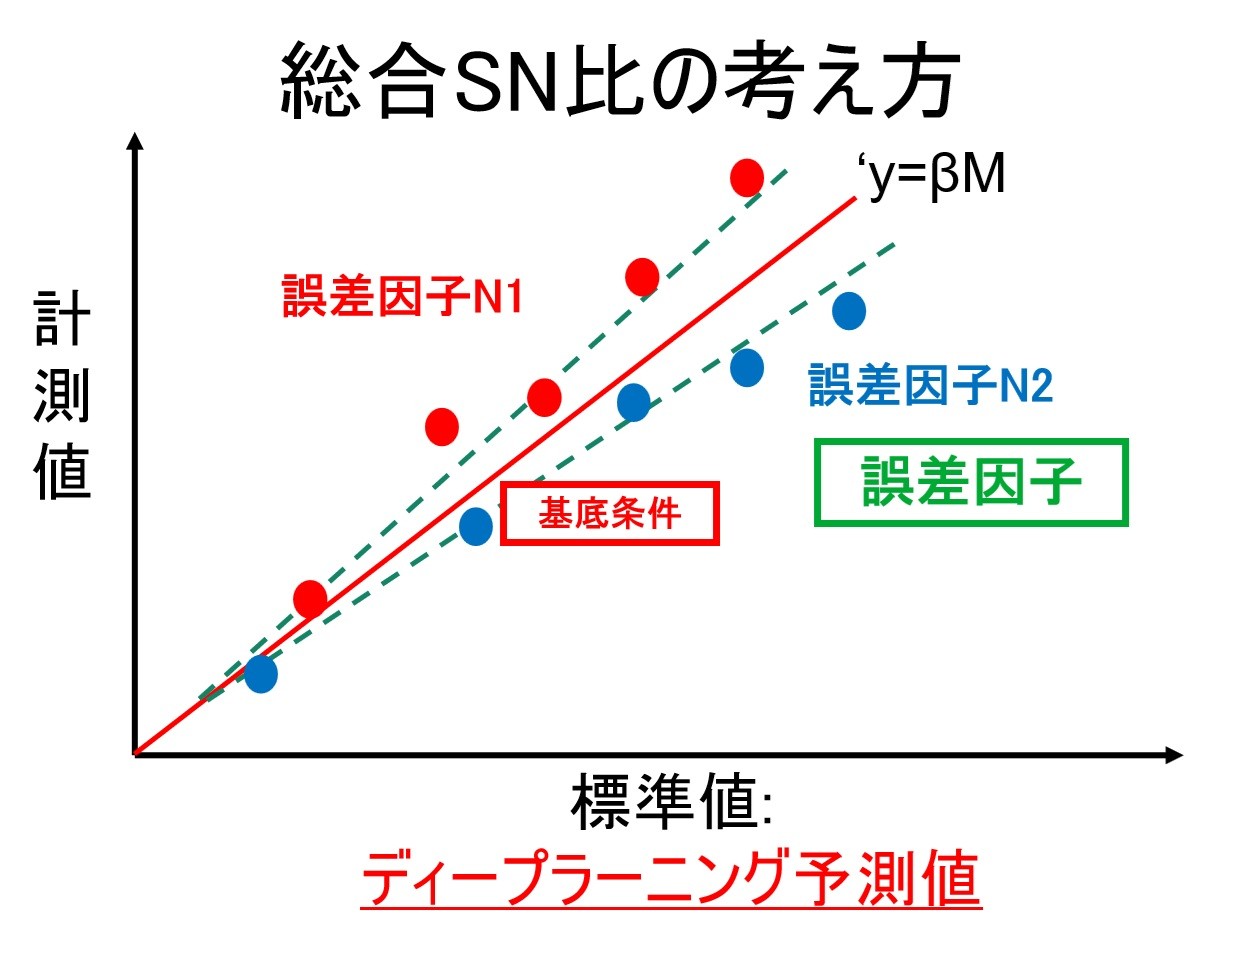 総合SN比の考え方
‘y=βM
誤差因子N1
計測値
誤差因子N2
誤差因子
基底条件
標準値:
ディープラーニング予測値